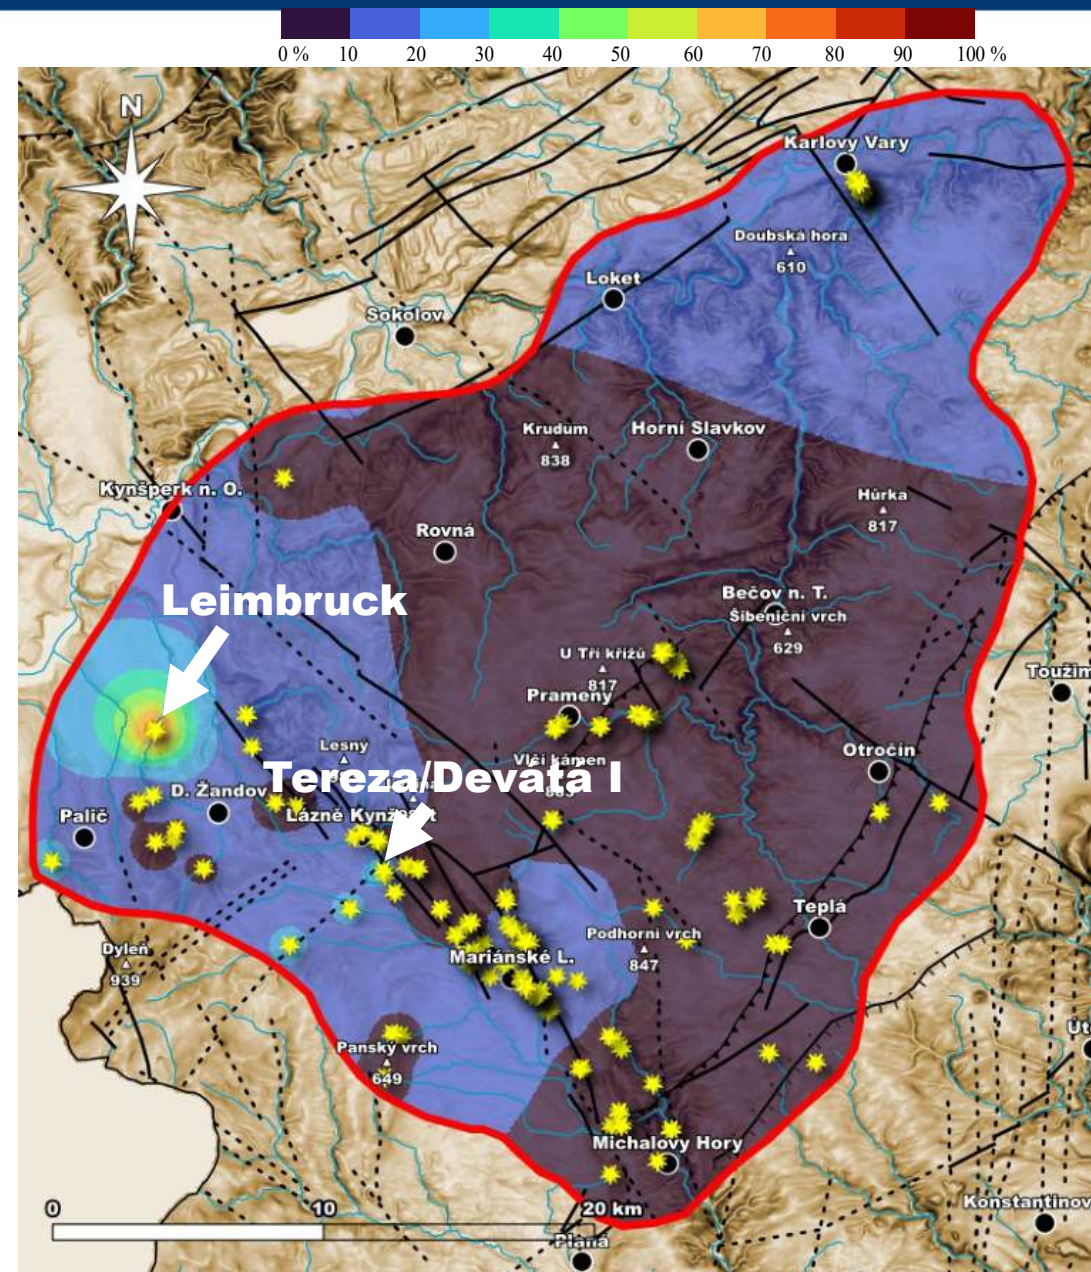 0 % 10 20 30 40 50 60 70 80 90 100 %
N
Karlovy Vary
Doubská hora
610
Loket
Sokolov
Krudum
838
Horní Slavkov
Kynšperk n. O.
Hůrka
817
Rovná
Leimbruck
Bečov n. T.
Šibeniční vrch
629
U Tří křížů
817
Toužim
Prameny
Otročín
Lesný
Vlčí kámen
Tereza/Devatá I
D. Žandov
Palič
Lázně Kynžvart
Teplá
Podhorní vrch
847
Dyleň
939
Mariánské L.
Panský vrch
649
Michalovy Hory
Konstantinov
0 10 20 km
Planá